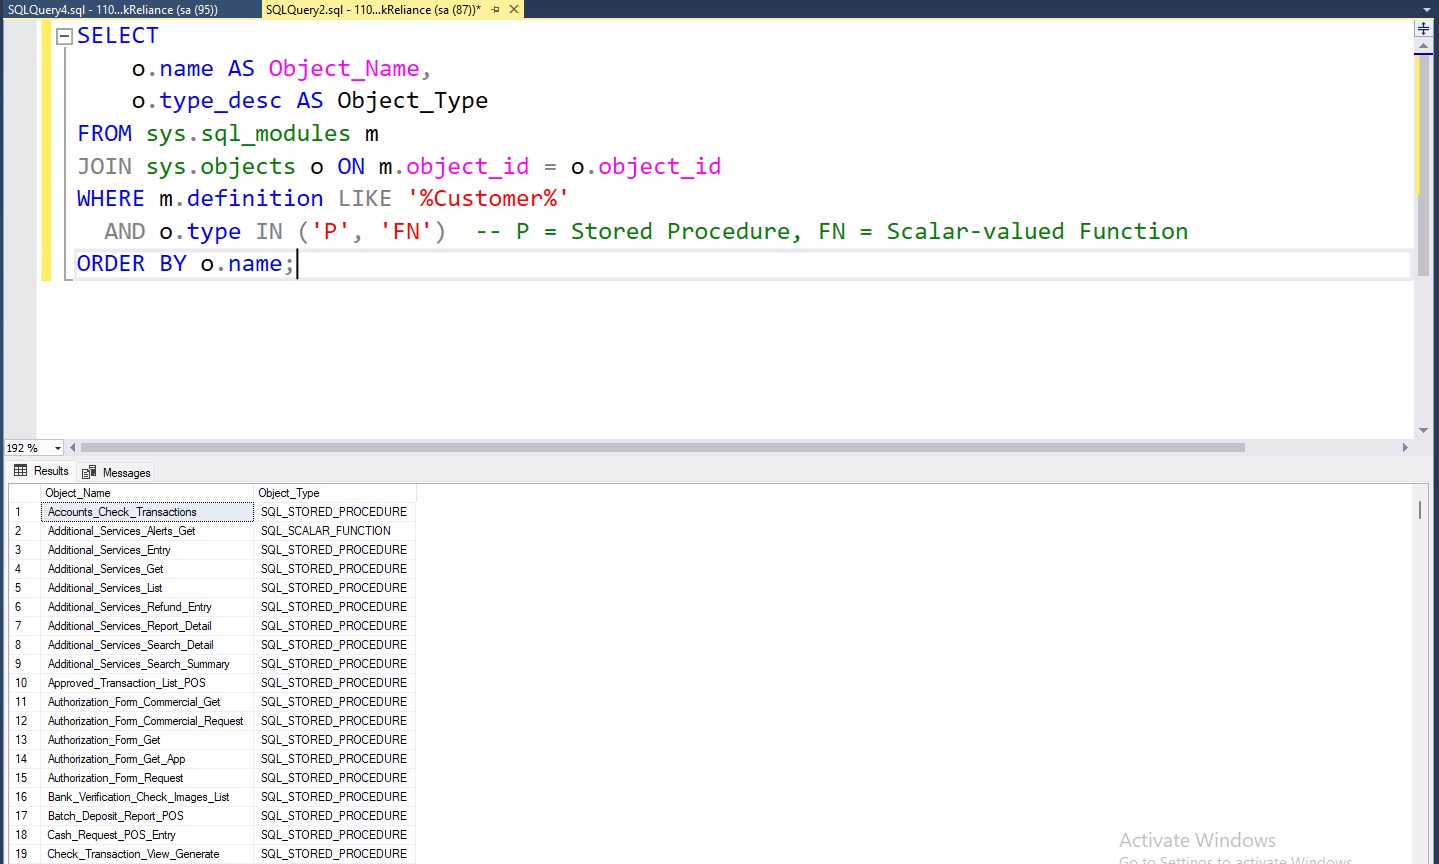 SQLQuery4.sql - 110...kReliance (sa (95)) SQLQuery2.sql - 110...kReliance (sa (87))*
SELECT
o.name AS Object_Name,
o.type_desc AS Object_Type
FROM sys.sql_modules m
JOIN sys.objects o ON m.object_id = o.object_id
WHERE m.definition LIKE '%Customer%'
AND o.type IN ('P', 'FN')  -- P = Stored Procedure, FN = Scalar-valued Function
ORDER BY o.name;
192 %
Results Messages
Object_Name Object_Type
1 Accounts_Check_Transactions SQL_STORED_PROCEDURE
2 Additional_Services_Alerts_Get SQL_SCALAR_FUNCTION
3 Additional_Services_Entry SQL_STORED_PROCEDURE
4 Additional_Services_Get SQL_STORED_PROCEDURE
5 Additional_Services_List SQL_STORED_PROCEDURE
6 Additional_Services_Refund_Entry SQL_STORED_PROCEDURE
7 Additional_Services_Report_Detail SQL_STORED_PROCEDURE
8 Additional_Services_Search_Detail SQL_STORED_PROCEDURE
9 Additional_Services_Search_Summary SQL_STORED_PROCEDURE
10 Approved_Transaction_List_POS SQL_STORED_PROCEDURE
11 Authorization_Form_Commercial_Get SQL_STORED_PROCEDURE
12 Authorization_Form_Commercial_Request SQL_STORED_PROCEDURE
13 Authorization_Form_Get SQL_STORED_PROCEDURE
14 Authorization_Form_Get_App SQL_STORED_PROCEDURE
15 Authorization_Form_Request SQL_STORED_PROCEDURE
16 Bank_Verification_Check_Images_List SQL_STORED_PROCEDURE
17 Batch_Deposit_Report_POS SQL_STORED_PROCEDURE
18 Cash_Request_POS_Entry SQL_STORED_PROCEDURE
19 Check_Transaction_View_Generate SQL_STORED_PROCEDURE
Activate Windows
Go to Settings to activate Windows.